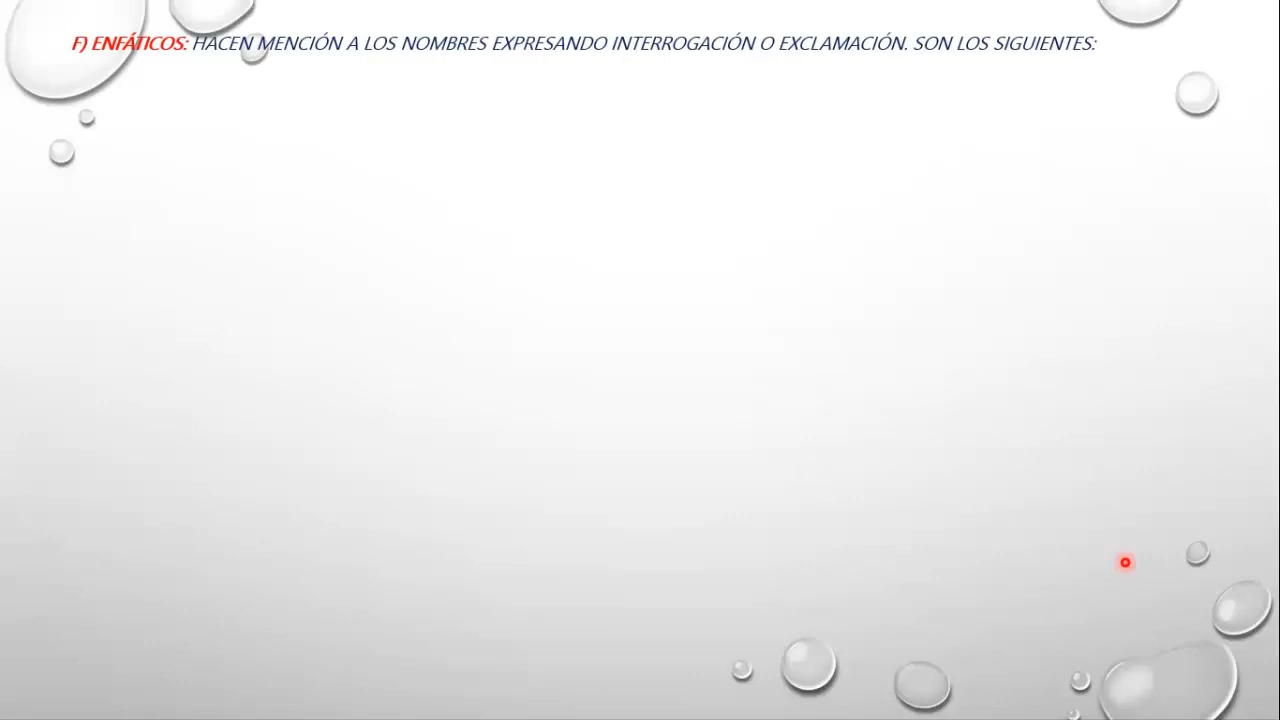 F) ENFÁTICOS: HACEN MENCIÓN A LOS NOMBRES EXPRESANDO INTERROGACIÓN O EXCLAMACIÓN. SON LOS SIGUIENTES: